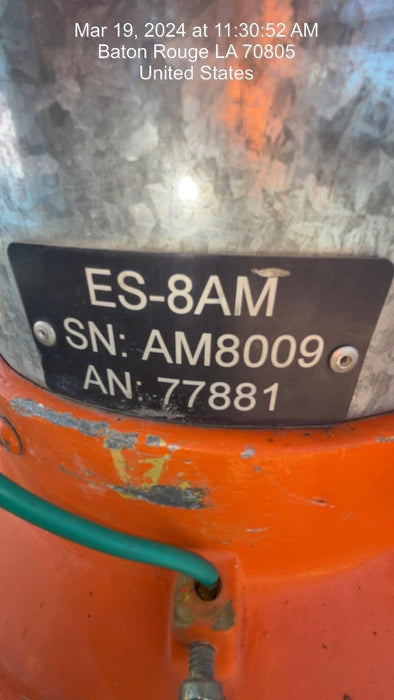 Mar 19, 2024 at 11:30:52 AM
Baton Rouge LA 70805
United States
ES-8AM
SN: AM8009
AN: 77881